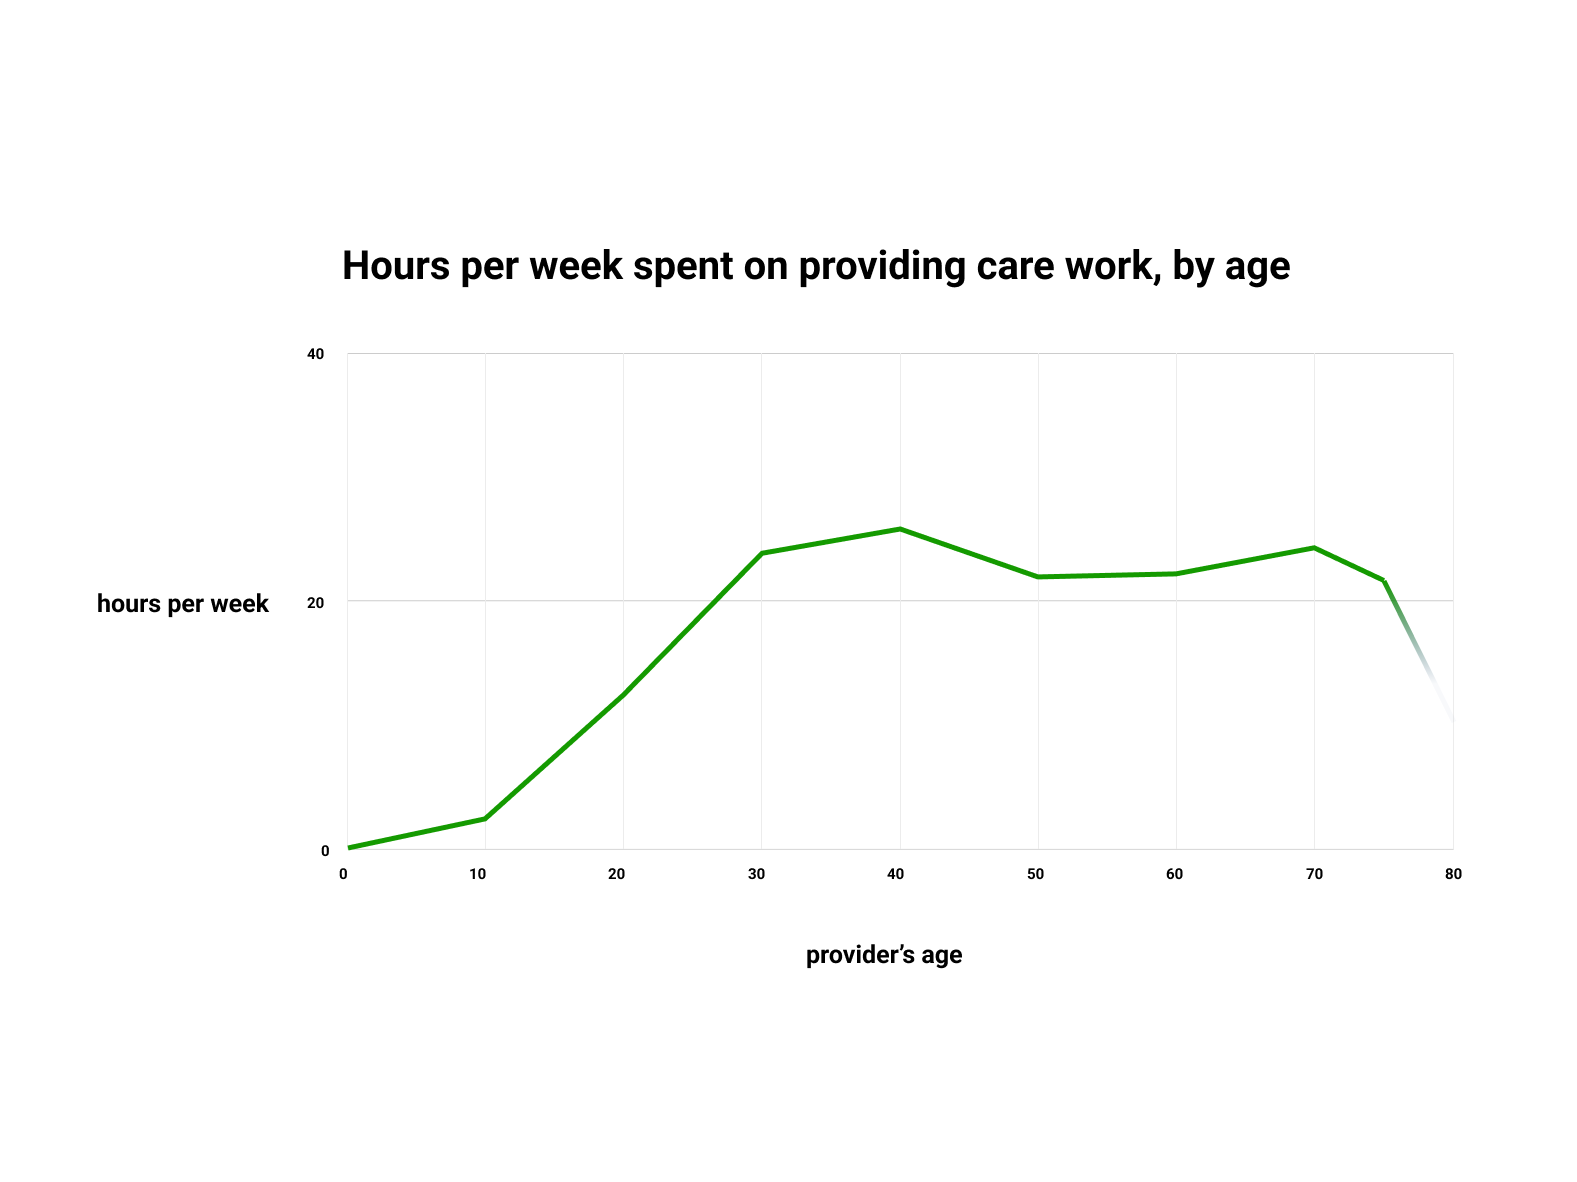 Hours per week spent on providing care work, by age
40
hours per week
20
0
0 10 20 30 40 50 60 70 80
provider’s age